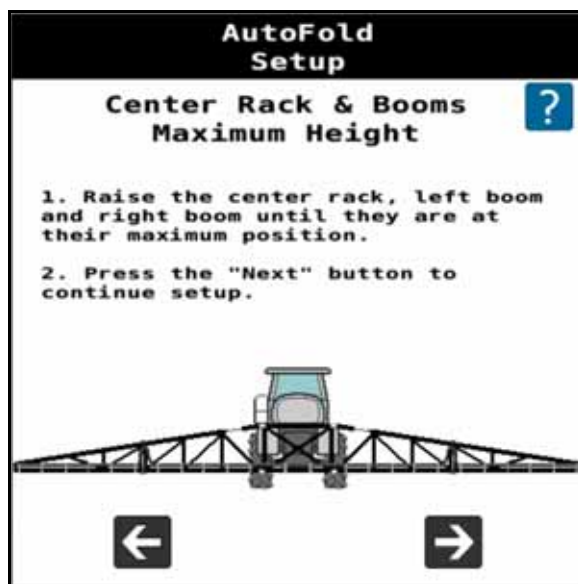 AutoFold
Setup
Center Rack & Booms
Maximum Height
?
1. Raise the center rack, left boom
and right boom until they are at
their maximum position.
2. Press the "Next" button to
continue setup.